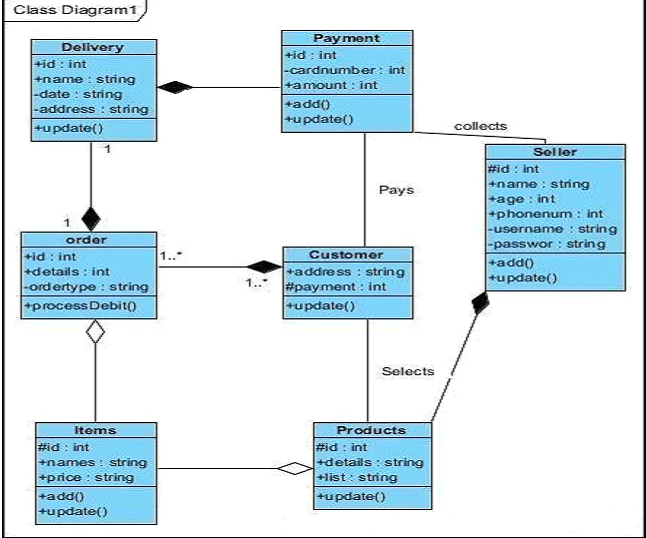 Class Diagram1
Delivery
+id : int
+name : string
-date : string
-address : string
+update()
Payment
+id : int
-cardnumber : int
+amount : int
+add()
+update()
collects
Seller
#id : int
+name : string
+age : int
+phonenum : int
-username : string
-passwor : string
+add()
+update()
1
Pays
1
order
+id : int
+details : int
-ordertype : string
+processDebit()
1..*
1..*
Customer
+address : string
#payment : int
+update()
Selects
Items
#id : int
+names : string
+price : string
+add()
+update()
Products
#id : int
+details : string
+list : string
+update()